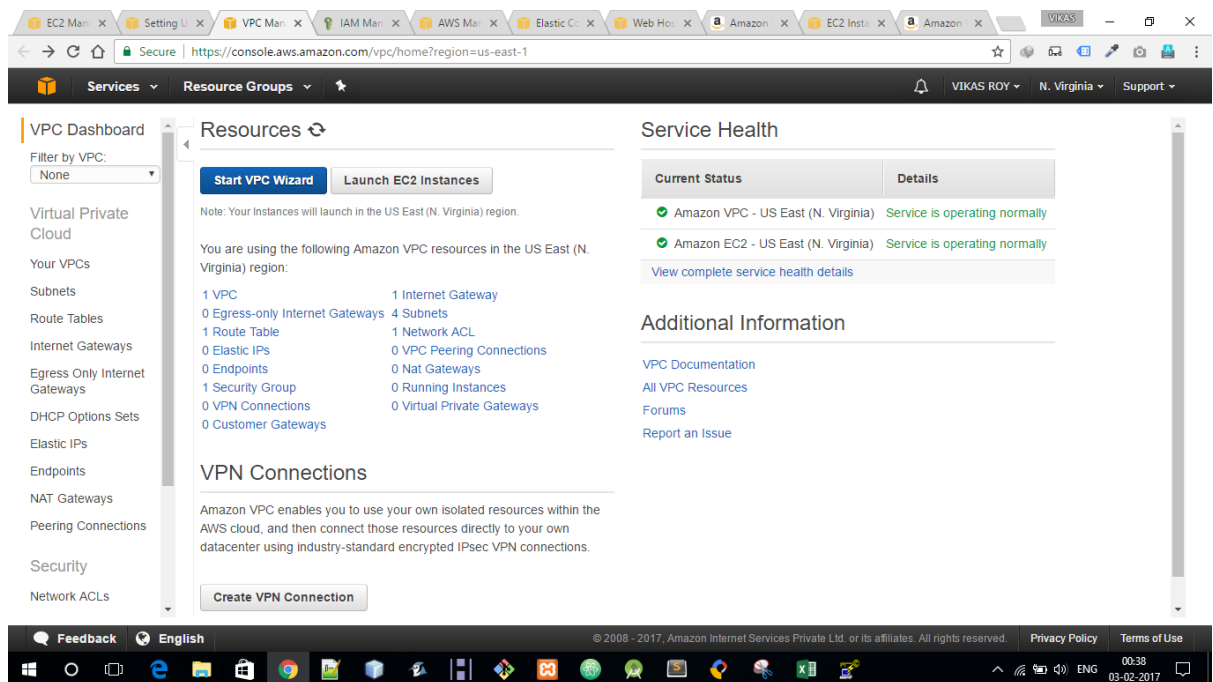 EC2 Man
Setting U
VPC Man
IAM Man
AWS Mar
Elastic Co
Web Hos
Amazon
EC2 Insta
Amazon
VIKAS
Secure
https://console.aws.amazon.com/vpc/home?region=us-east-1
Services
Resource Groups
VIKAS ROY
N. Virginia
Support
VPC Dashboard
Filter by VPC:
None
Virtual Private
Cloud
Your VPCs
Subnets
Route Tables
Internet Gateways
Egress Only Internet
Gateways
DHCP Options Sets
Elastic IPs
Endpoints
NAT Gateways
Peering Connections
Security
Network ACLs
Resources
Start VPC Wizard
Launch EC2 Instances
Note: Your Instances will launch in the US East (N. Virginia) region.
You are using the following Amazon VPC resources in the US East (N.
Virginia) region:
1 VPC
1 Internet Gateway
0 Egress-only Internet Gateways
4 Subnets
1 Route Table
1 Network ACL
0 Elastic IPs
0 VPC Peering Connections
0 Endpoints
0 Nat Gateways
1 Security Group
0 Running Instances
0 VPN Connections
0 Virtual Private Gateways
0 Customer Gateways
VPN Connections
Amazon VPC enables you to use your own isolated resources within the
AWS cloud, and then connect those resources directly to your own
datacenter using industry-standard encrypted IPsec VPN connections.
Create VPN Connection
Service Health
Current Status
Details
Amazon VPC - US East (N. Virginia)
Service is operating normally
Amazon EC2 - US East (N. Virginia)
Service is operating normally
View complete service health details
Additional Information
VPC Documentation
All VPC Resources
Forums
Report an Issue
Feedback
English
© 2008 - 2017, Amazon Internet Services Private Ltd. or its affiliates. All rights reserved.
Privacy Policy
Terms of Use
ENG
00:38
03-02-2017